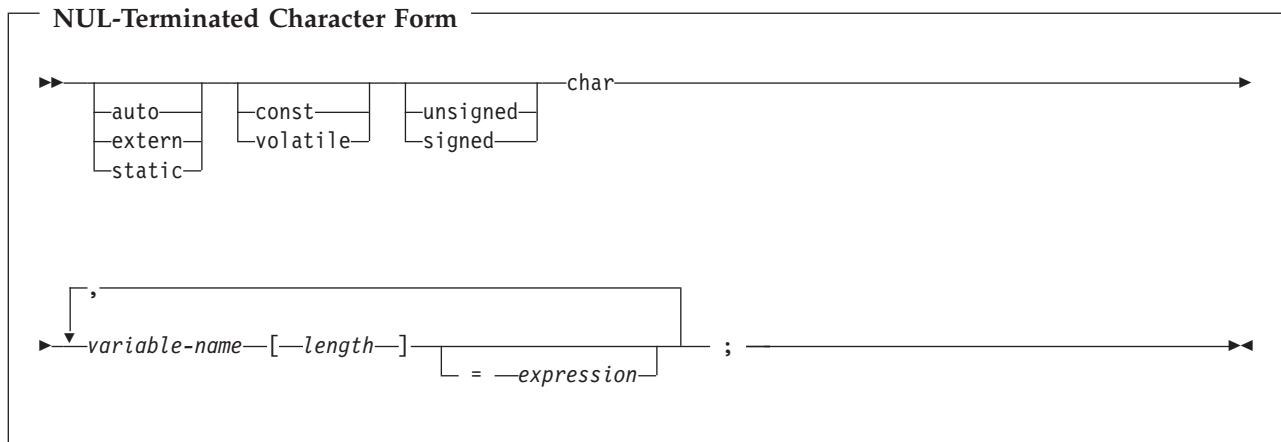 NUL-Terminated Character Form
char
auto const unsigned
extern volatile signed
static
,
variable-name [ length ] ;
= expression